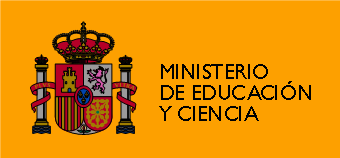 MINISTERIO
DE EDUCACIÓN
Y CIENCIA